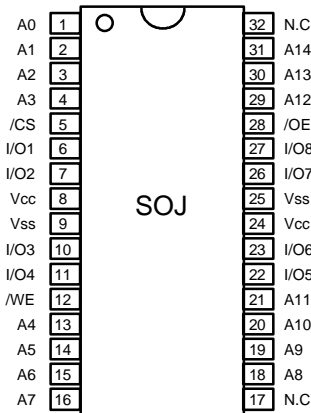 A0 1 32 N.C
A1 2 31 A14
A2 3 30 A13
A3 4 29 A12
/CS 5 28 /OE
I/O1 6 27 I/O8
I/O2 7 26 I/O7
Vcc 8 25 Vss
SOJ
Vss 9 24 Vcc
I/O3 10 23 I/O6
I/O4 11 22 I/O5
/WE 12 21 A11
A4 13 20 A10
A5 14 19 A9
A6 15 18 A8
A7 16 17 N.C